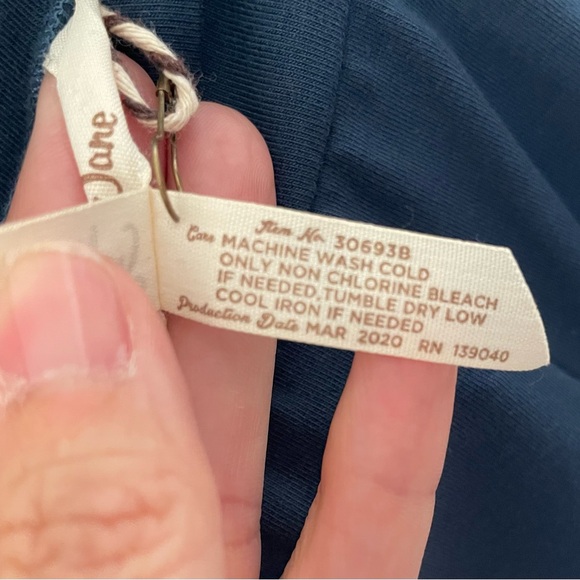 Jane
Item No. 30693B
Care MACHINE WASH COLD
ONLY NON CHLORINE BLEACH
IF NEEDED.TUMBLE DRY LOW
COOL IRON IF NEEDED
Production Date MAR 2020 RN 139040